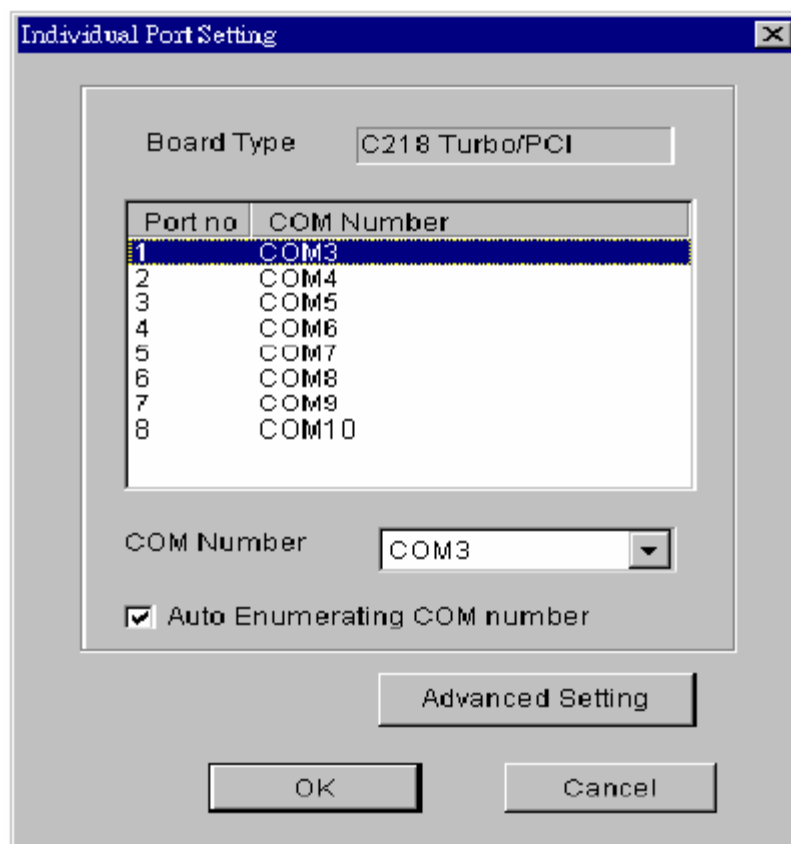 Individual Port Setting
Board Type C218 Turbo/PCI
Port no COM Number
1 COM3
2 COM4
3 COM5
4 COM6
5 COM7
6 COM8
7 COM9
8 COM10
COM Number COM3
Auto Enumerating COM number
Advanced Setting
OK Cancel